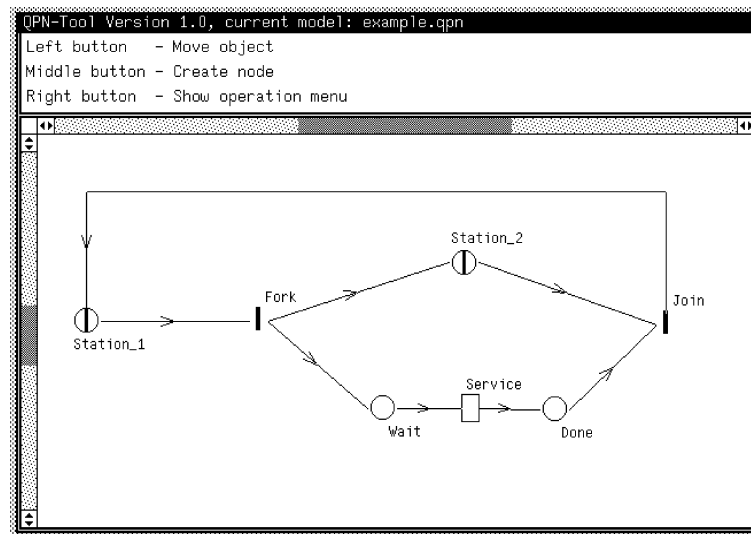 QPN-Tool Version 1.0, current model: example.qpn
Left button - Move object
Middle button - Create node
Right button - Show operation menu
Station_2
Fork
Join
Station_1
Service
Wait
Done